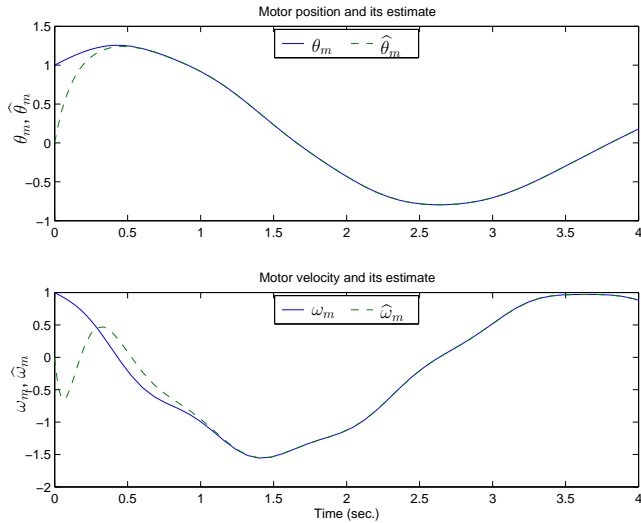 Motor position and its estimate
1.5
1
0.5
0
−0.5
−1
θ_m, θ̂_m
θ_m θ̂_m
0 0.5 1 1.5 2 2.5 3 3.5 4
Motor velocity and its estimate
1
0.5
0
−0.5
−1
−1.5
−2
ω_m, ω̂_m
ω_m ω̂_m
0 0.5 1 1.5 2 2.5 3 3.5 4
Time (sec.)